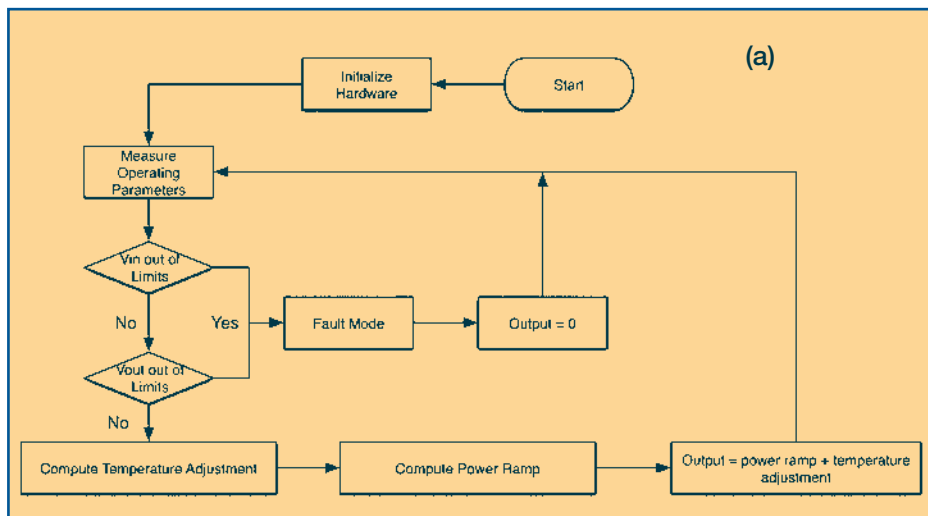 (a)
Initialize
Hardware
Start
Measure
Operating
Parameters
Vin out of
Limits
No
Yes
Fault Mode
Output = 0
Vout out of
Limits
No
Compute Temperature Adjustment
Compute Power Ramp
Output = power ramp + temperature
adjustment